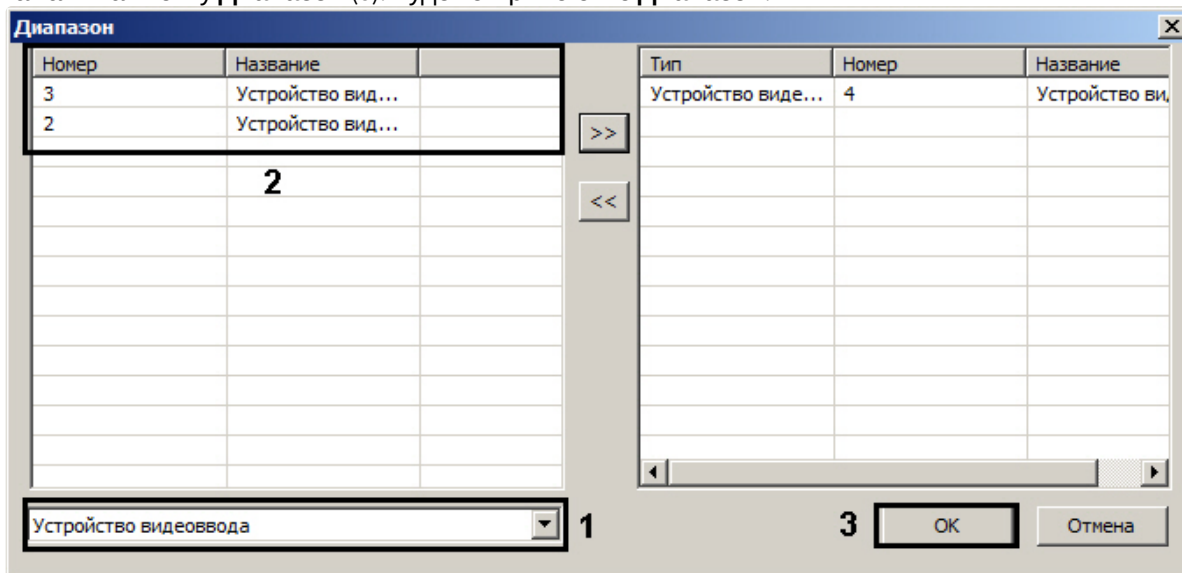 Диапазон
Номер Название
3 Устройство вид...
2 Устройство вид...
2
>>
<<
Тип Номер Название
Устройство виде... 4 Устройство ви
Устройство видеоввода
1
3
OK
Отмена